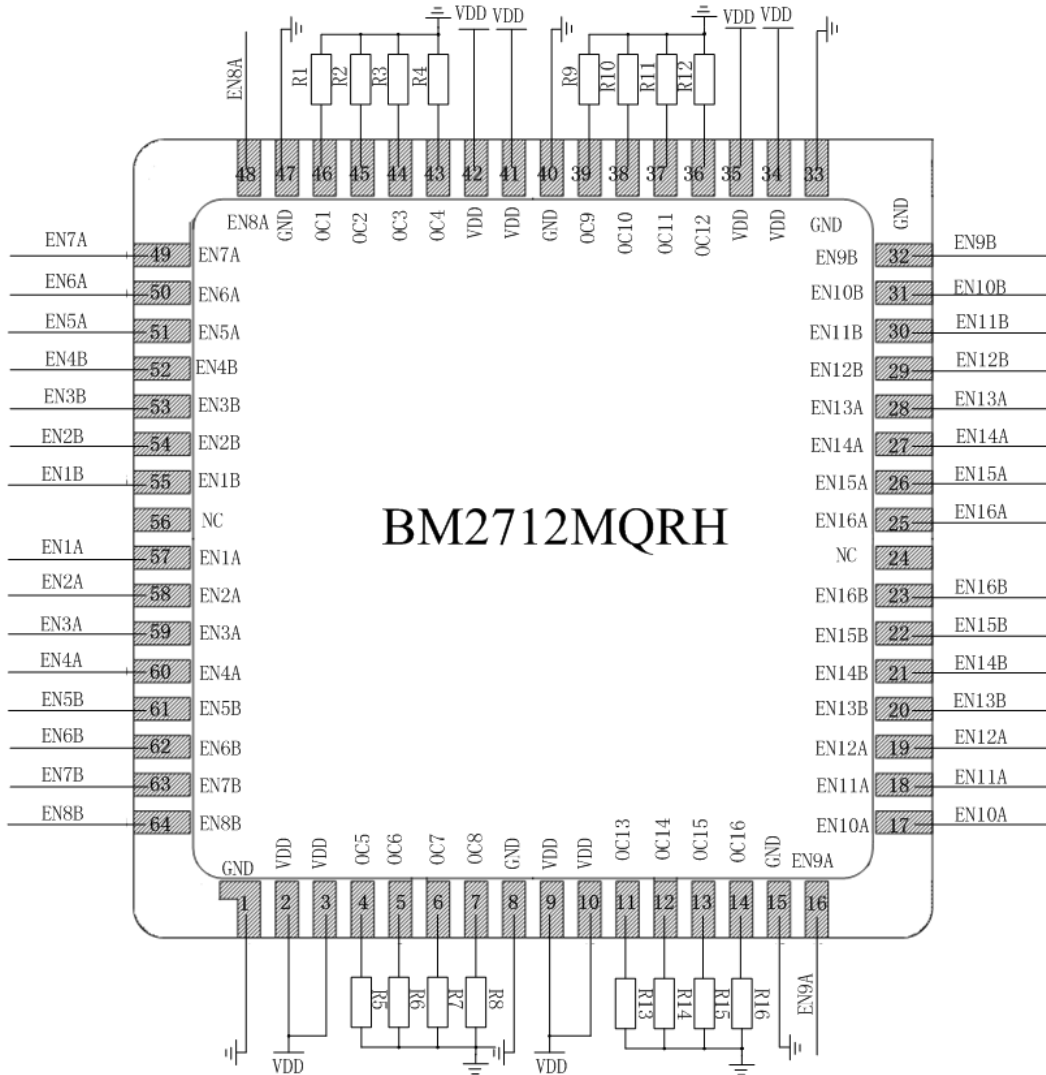 VDD VDD VDD VDD
EN8A R1 R2 R3 R4 R9 R10 R11 R12
48 47 46 45 44 43 42 41 40 39 38 37 36 35 34 33
EN8A GND OC1 OC2 OC3 OC4 VDD VDD GND OC9 OC10 OC11 OC12 VDD VDD GND GND
EN7A 49 EN7A EN9B 32 EN9B
EN6A 50 EN6A EN10B 31 EN10B
EN5A 51 EN5A EN11B 30 EN11B
EN4B 52 EN4B EN12B 29 EN12B
EN3B 53 EN3B EN13A 28 EN13A
EN2B 54 EN2B EN14A 27 EN14A
EN1B 55 EN1B EN15A 26 EN15A
56 NC EN16A 25 EN16A
BM2712MQRH
EN1A 57 EN1A NC 24
EN2A 58 EN2A EN16B 23 EN16B
EN3A 59 EN3A EN15B 22 EN15B
EN4A 60 EN4A EN14B 21 EN14B
EN5B 61 EN5B EN13B 20 EN13B
EN6B 62 EN6B EN12A 19 EN12A
EN7B 63 EN7B EN11A 18 EN11A
EN8B 64 EN8B EN10A 17 EN10A
GND VDD VDD OC5 OC6 OC7 OC8 GND VDD VDD OC13 OC14 OC15 OC16 GND EN9A
1 2 3 4 5 6 7 8 9 10 11 12 13 14 15 16
R5 R6 R7 R8 R13 R14 R15 R16 EN9A
VDD VDD